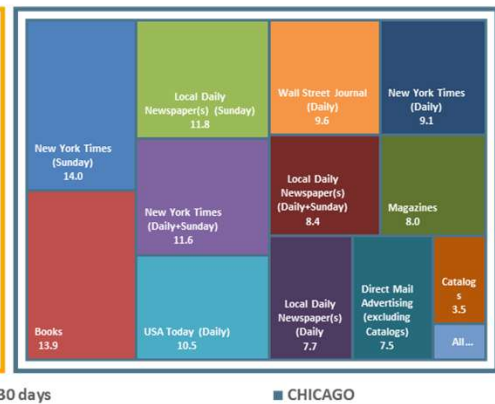 New York Times
(Sunday)
14.0
Books
13.9
Local Daily
Newspaper(s) (Sunday)
11.8
New York Times
(Daily+Sunday)
11.6
USA Today (Daily)
10.5
Wall Street Journal
(Daily)
9.6
New York Times
(Daily)
9.1
Local Daily
Newspaper(s)
(Daily+Sunday)
8.4
Magazines
8.0
Local Daily
Newspaper(s)
(Daily
7.7
Direct Mail
Advertising
(excluding
Catalogs)
7.5
Catalog
s
3.5
All...
30 days
CHICAGO